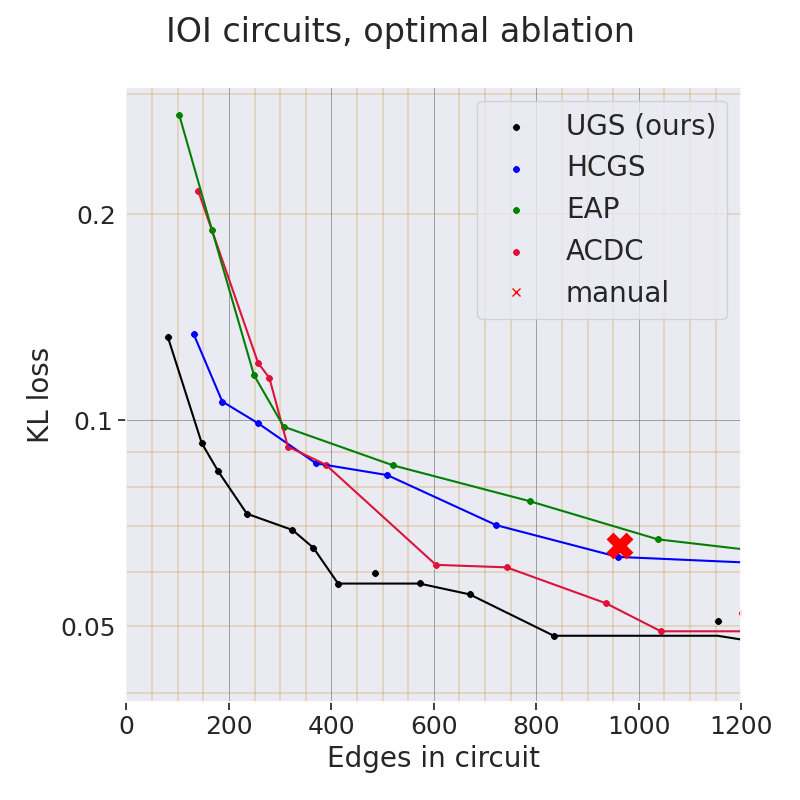 IOI circuits, optimal ablation
UGS (ours)
HCGS
EAP
ACDC
manual
KL loss
0.2
0.1
0.05
0
200
400
600
800
1000
1200
Edges in circuit